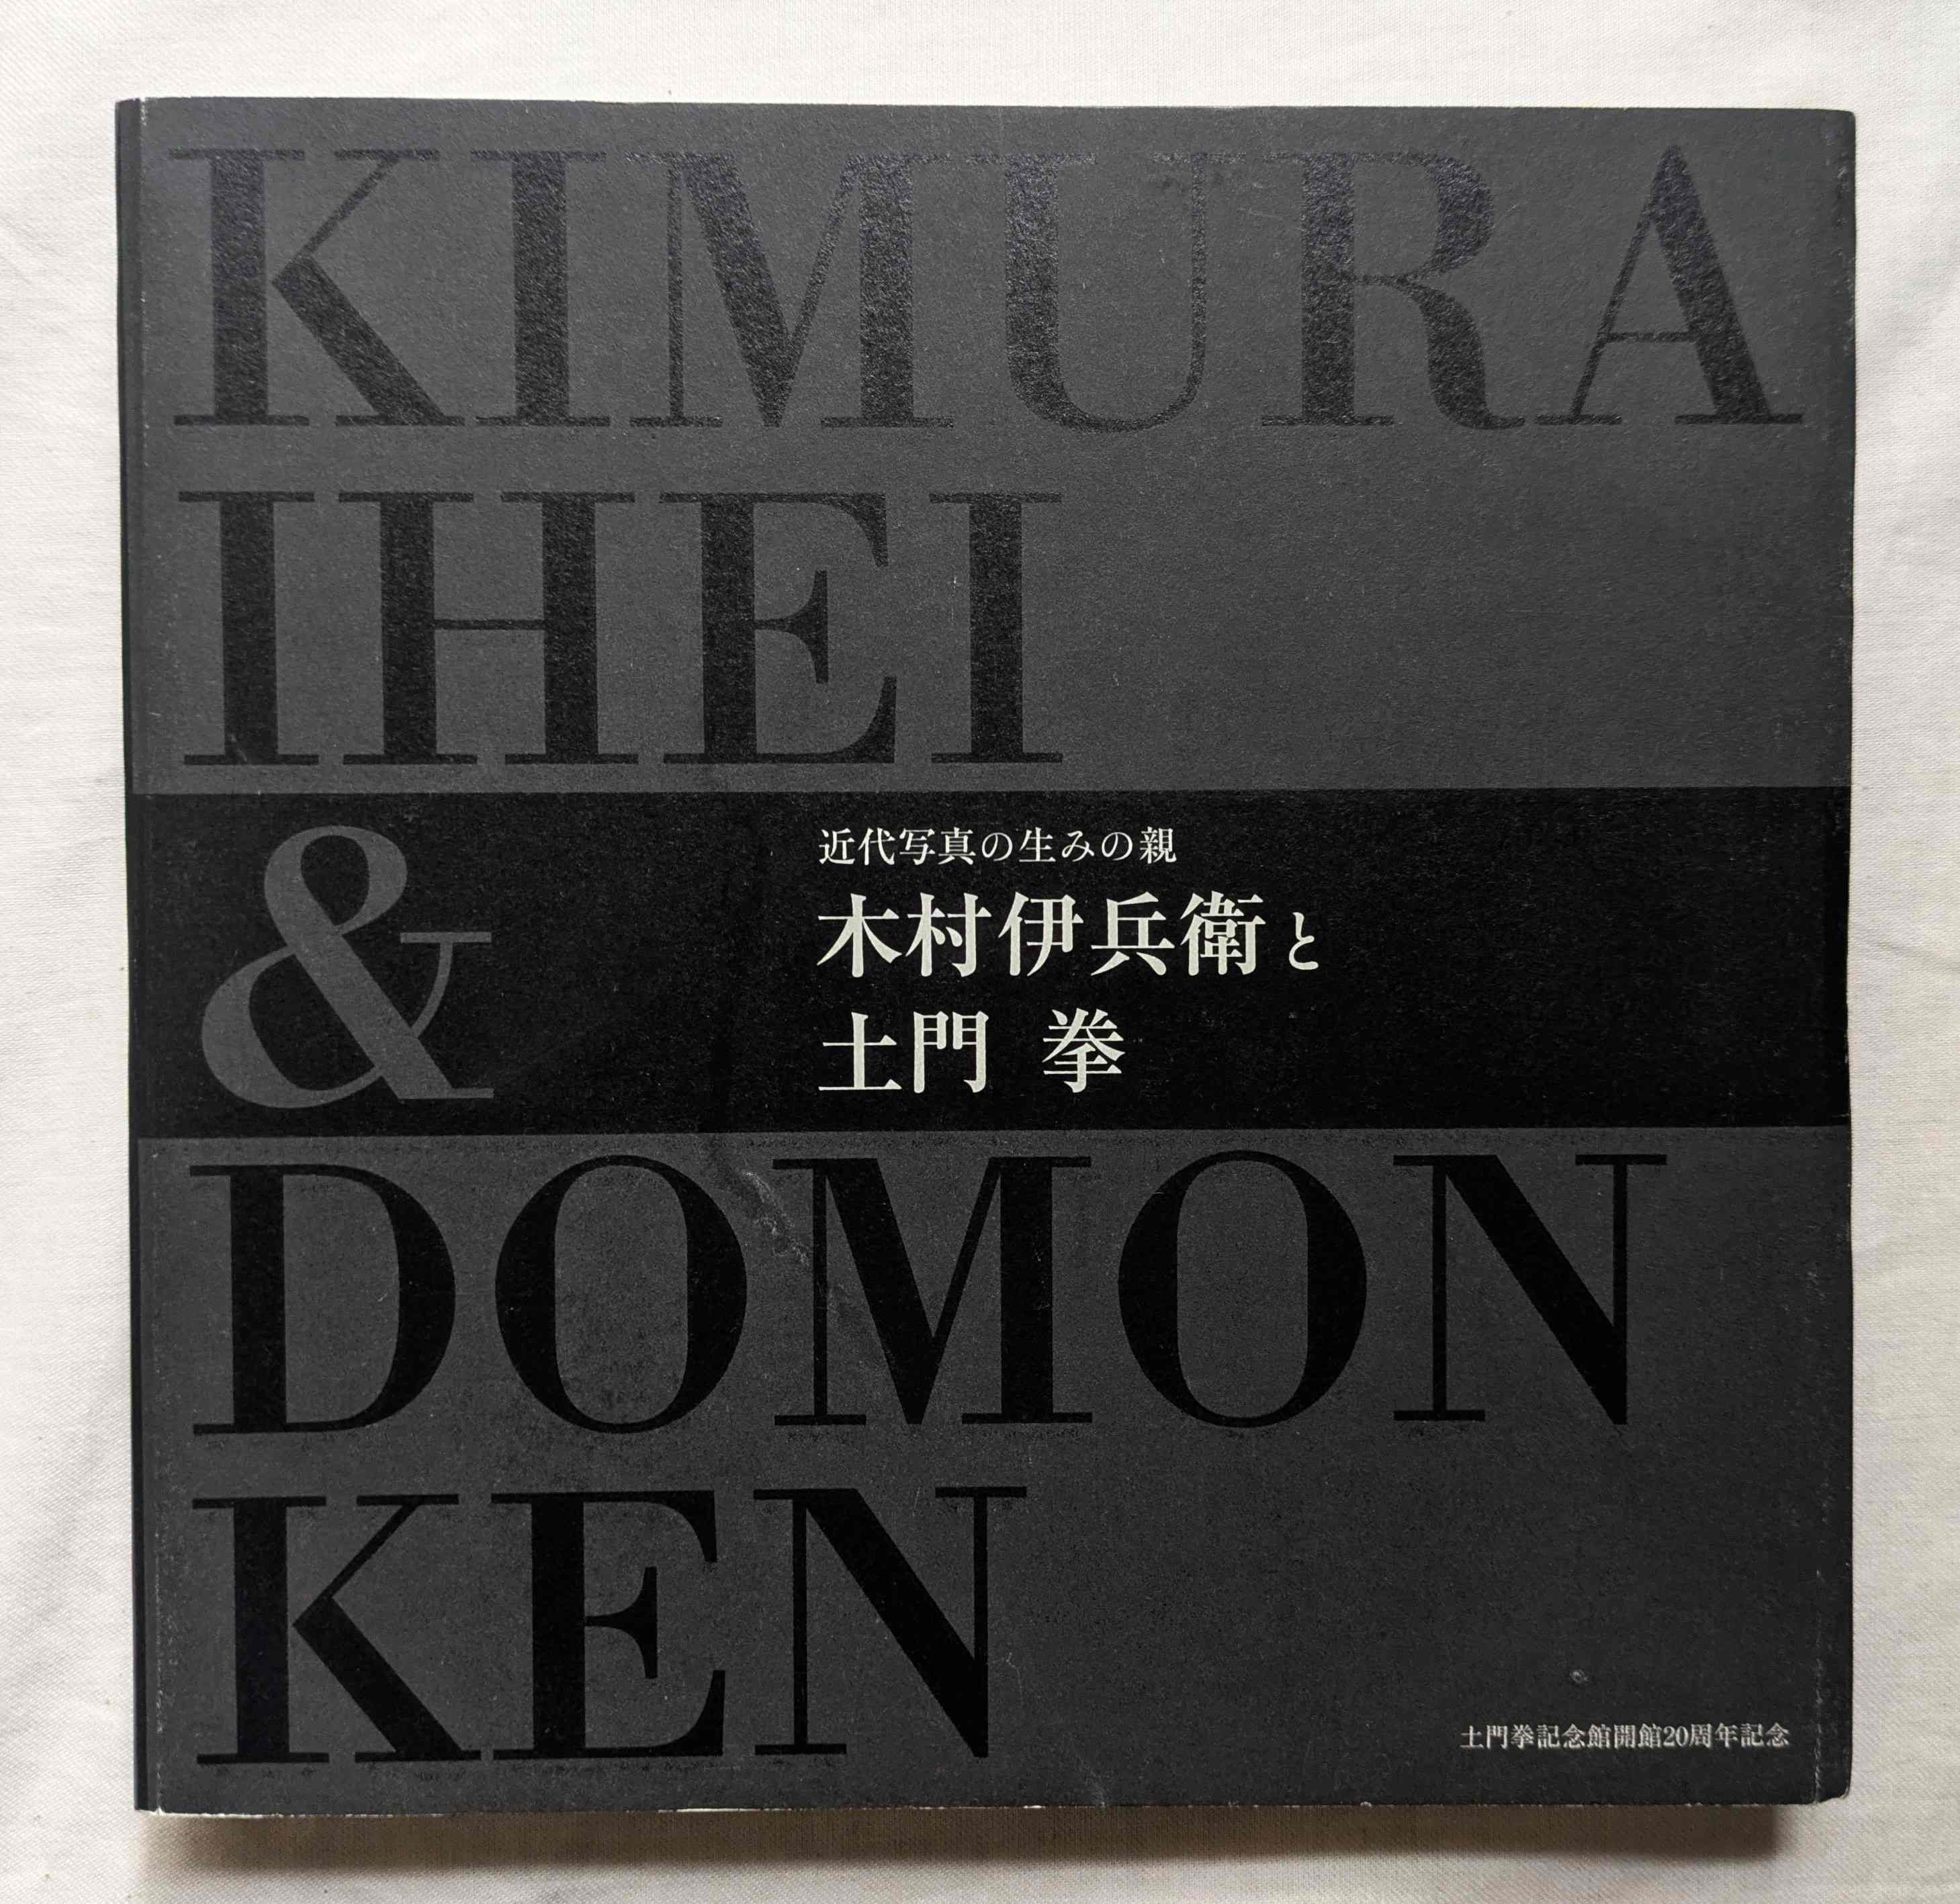 KIMURA
IHEI
&
近代写真の生みの親
木村伊兵衛と
土門 拳
DOMON
KEN
土門拳記念館開館20周年記念